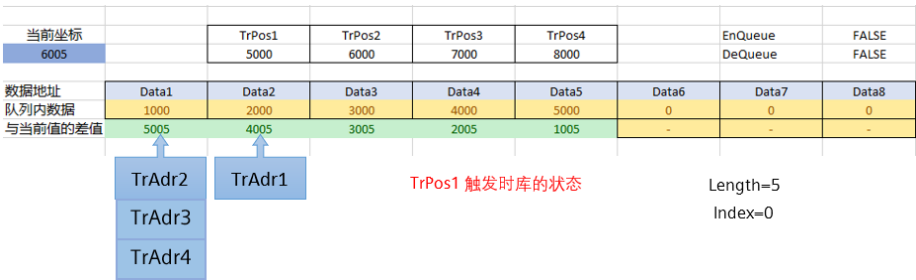 当前坐标 TrPos1 TrPos2 TrPos3 TrPos4 EnQueue FALSE
6005 5000 6000 7000 8000 DeQueue FALSE
数据地址 Data1 Data2 Data3 Data4 Data5 Data6 Data7 Data8
队列内数据 1000 2000 3000 4000 5000 0 0 0
与当前值的差值 5005 4005 3005 2005 1005 - - -
TrAdr2 TrAdr1 TrPos1 触发时库的状态 Length=5
TrAdr3 Index=0
TrAdr4